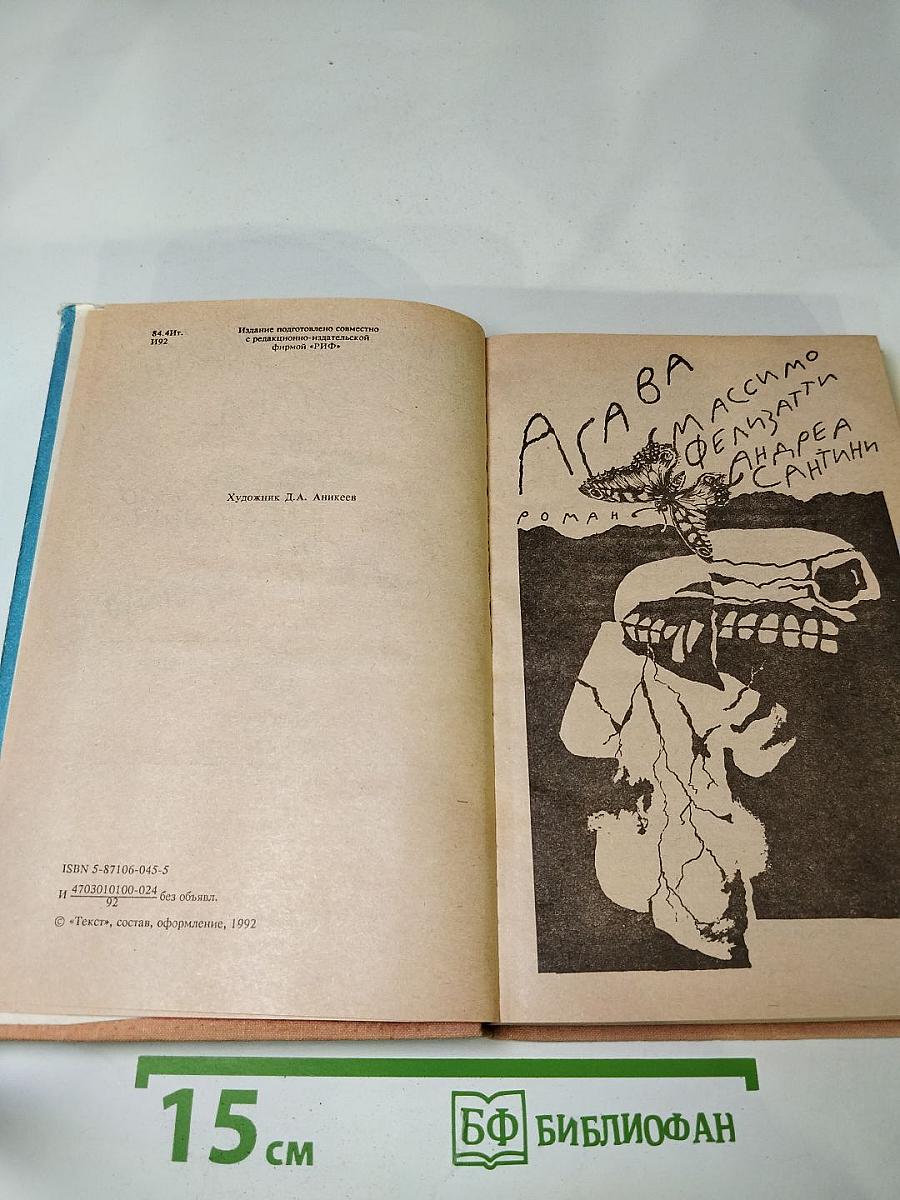 84.4Ит.
И92
Издание подготовлено совместно
с редакционно-издательской
фирмой «РИФ»
Художник Д.А. Аникеев
ISBN 5-87106-045-5
И 4703010100-024
92
без объявл.
© «Текст», состав, оформление, 1992
Агава
Массимо
Фелизатти
Андреа
Сантини
роман
15 см
БФ БИБЛИОФАН